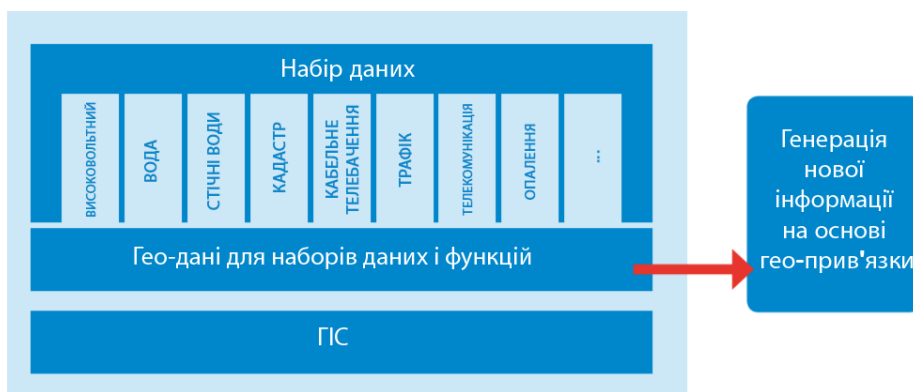 Набір даних
ВИСОКОВОЛЬТНИЙ
ВОДА
СТІЧНІ ВОДИ
КАДАСТР
КАБЕЛЬНЕ
ТЕЛЕБАЧЕННЯ
ТРАФІК
ТЕЛЕКОМУНІКАЦІЯ
ОПАЛЕННЯ
...
Гео-дані для наборів даних і функцій
ГІС
Генерація
нової
інформації
на основі
гео-прив'язки